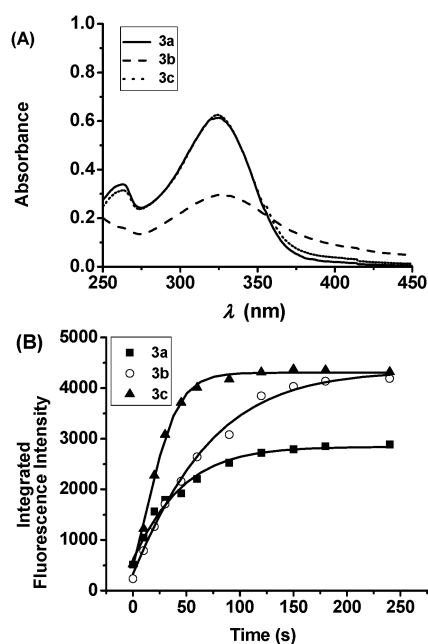 (A)
1.0
0.8
0.6
0.4
0.2
0.0
Absorbance
3a
3b
3c
250 300 350 400 450
λ (nm)
(B)
5000
4000
3000
2000
1000
0
Integrated
Fluorescence Intensity
3a
3b
3c
0 50 100 150 200 250
Time (s)